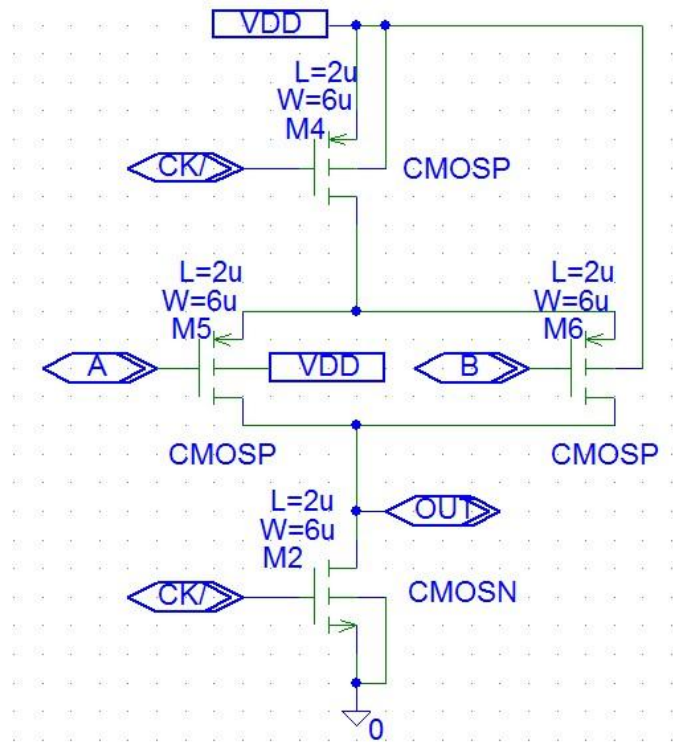 VDD
L=2u
W=6u
M4
CK/
CMOSP
L=2u
W=6u
M5
L=2u
W=6u
M6
A
VDD
B
CMOSP
CMOSP
L=2u
W=6u
M2
OUT
CK/
CMOSN
0